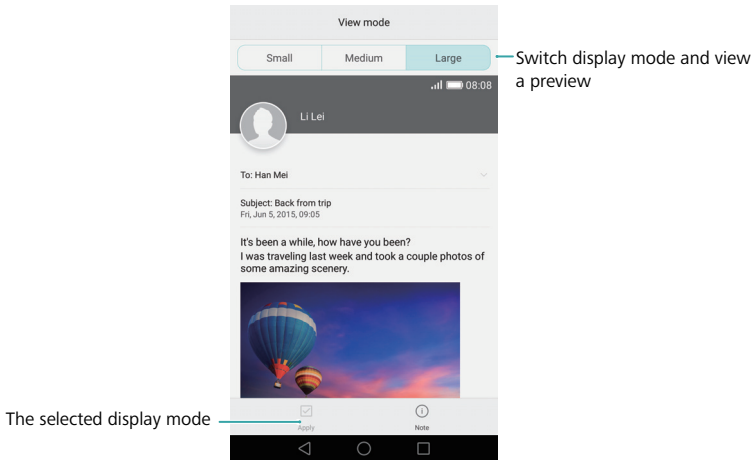 View mode
Small Medium Large
Switch display mode and view
a preview
08:08
Li Lei
To: Han Mei
Subject: Back from trip
Fri, Jun 5, 2015, 09:05
It's been a while, how have you been?
I was traveling last week and took a couple photos of
some amazing scenery.
The selected display mode
Apply Note